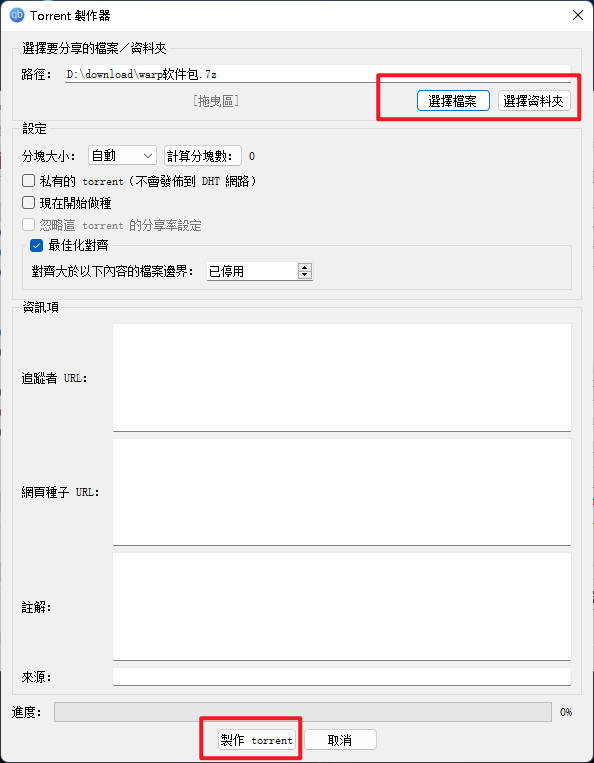 qb Torrent 製作器
選擇要分享的檔案／資料夾
路徑： D:\download\warp软件包.7z
[拖曳區] 選擇檔案 選擇資料夾
設定
分塊大小： 自動 計算分塊數： 0
私有的 torrent（不會發佈到 DHT 網路）
現在開始做種
忽略這 torrent 的分享率設定
最佳化對齊
對齊大於以下內容的檔案邊界： 已停用
資訊項
追蹤者 URL：
網頁種子 URL：
註解：
來源：
進度： 0%
製作 torrent 取消